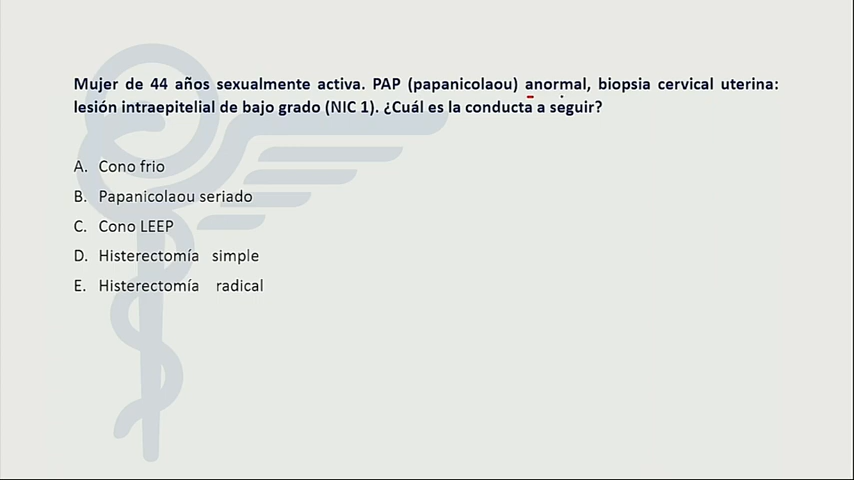 Mujer de 44 años sexualmente activa. PAP (papanicolaou) anormal, biopsia cervical uterina:
lesión intraepitelial de bajo grado (NIC 1). ¿Cuál es la conducta a seguir?
A. Cono frio
B. Papanicolaou seriado
C. Cono LEEP
D. Histerectomía simple
E. Histerectomía radical